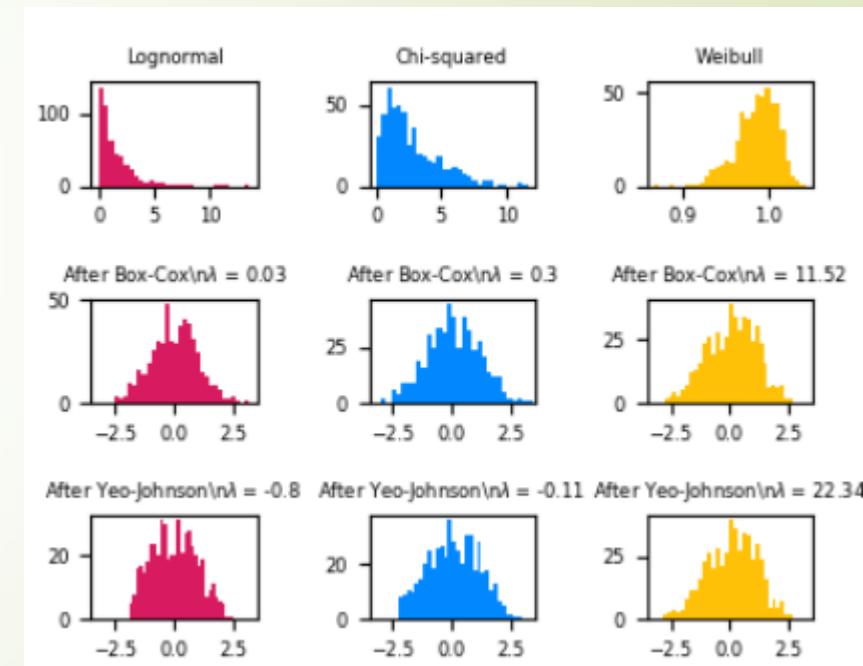 Lognormal Chi-squared Weibull
100 50 50
0 0 0
0 5 10 0 5 10 0.9 1.0
After Box-Cox\nλ = 0.03 After Box-Cox\nλ = 0.3 After Box-Cox\nλ = 11.52
50
25 25
0 0 0
−2.5 0.0 2.5 −2.5 0.0 2.5 −2.5 0.0 2.5
After Yeo-Johnson\nλ = -0.8 After Yeo-Johnson\nλ = -0.11 After Yeo-Johnson\nλ = 22.34
20 20 25
0 0 0
−2.5 0.0 2.5 −2.5 0.0 2.5 −2.5 0.0 2.5